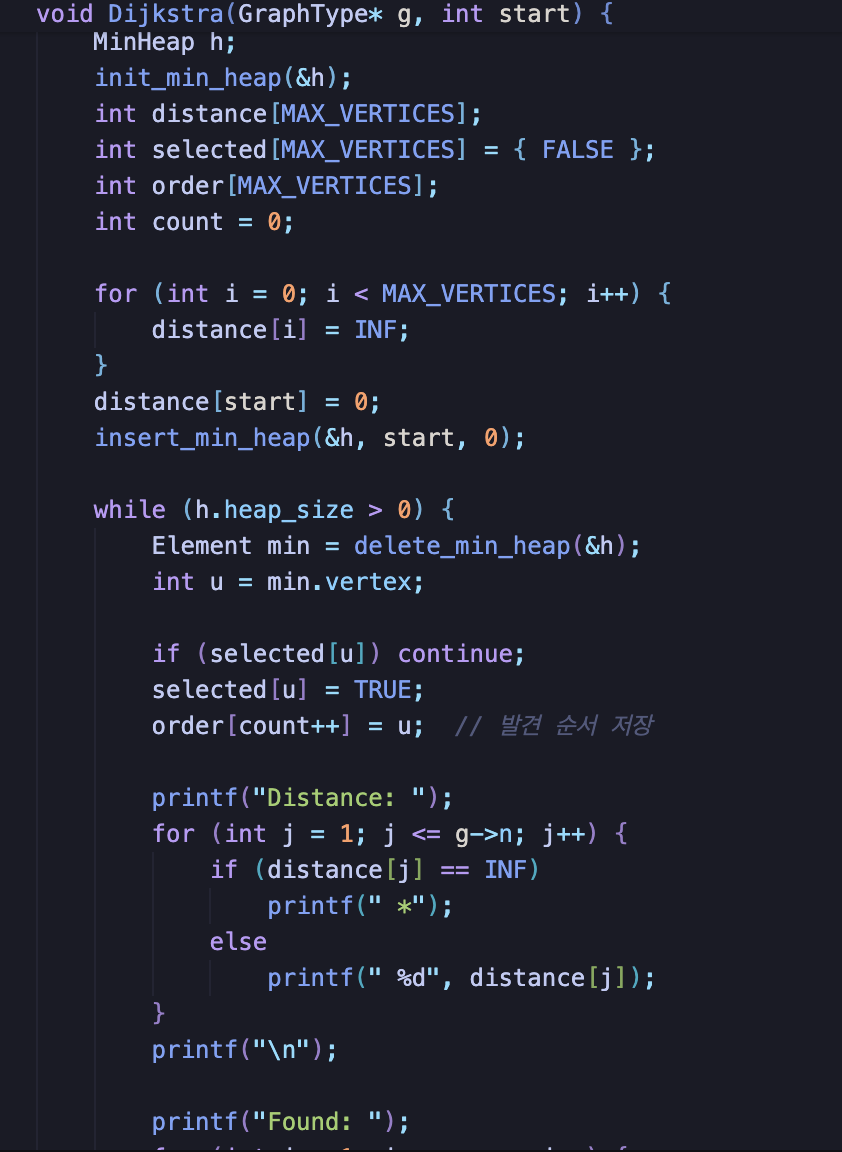 void Dijkstra(GraphType* g, int start) {
    MinHeap h;
    init_min_heap(&h);
    int distance[MAX_VERTICES];
    int selected[MAX_VERTICES] = { FALSE };
    int order[MAX_VERTICES];
    int count = 0;

    for (int i = 0; i < MAX_VERTICES; i++) {
        distance[i] = INF;
    }
    distance[start] = 0;
    insert_min_heap(&h, start, 0);

    while (h.heap_size > 0) {
        Element min = delete_min_heap(&h);
        int u = min.vertex;

        if (selected[u]) continue;
        selected[u] = TRUE;
        order[count++] = u;  // 발견 순서 저장

        printf("Distance: ");
        for (int j = 1; j <= g->n; j++) {
            if (distance[j] == INF)
                printf(" *");
            else
                printf(" %d", distance[j]);
        }
        printf("\n");

        printf("Found: ");